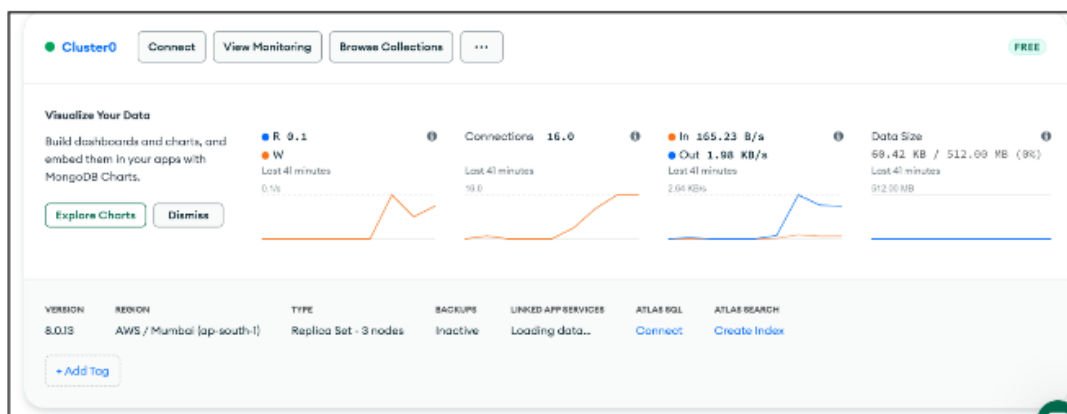 Cluster0 Connect View Monitoring Browse Collections ... FREE
Visualize Your Data
Build dashboards and charts, and
embed them in your apps with
MongoDB Charts.
Explore Charts Dismiss
R 0.1
W
Last 41 minutes
0.1/s
Connections 16.0
Last 41 minutes
16.0
In 165.23 B/s
Out 1.98 KB/s
Last 41 minutes
2.64 KB/s
Data Size
60.42 KB / 512.00 MB (0%)
Last 41 minutes
512.00 MB
VERSION REGION TYPE BACKUPS LINKED APP SERVICES ATLAS SQL ATLAS SEARCH
8.0.13 AWS / Mumbai (ap-south-1) Replica Set - 3 nodes Inactive Loading data... Connect Create Index
+ Add Tag